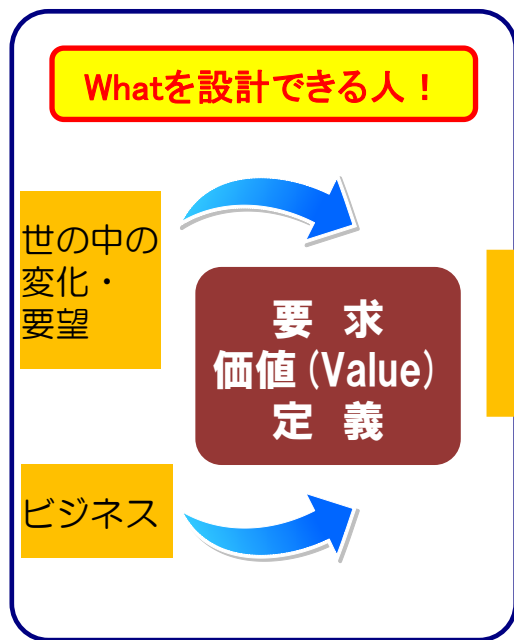 Whatを設計できる人！
世の中の
変化・
要望
要 求
価値(Value)
定 義
ビジネス